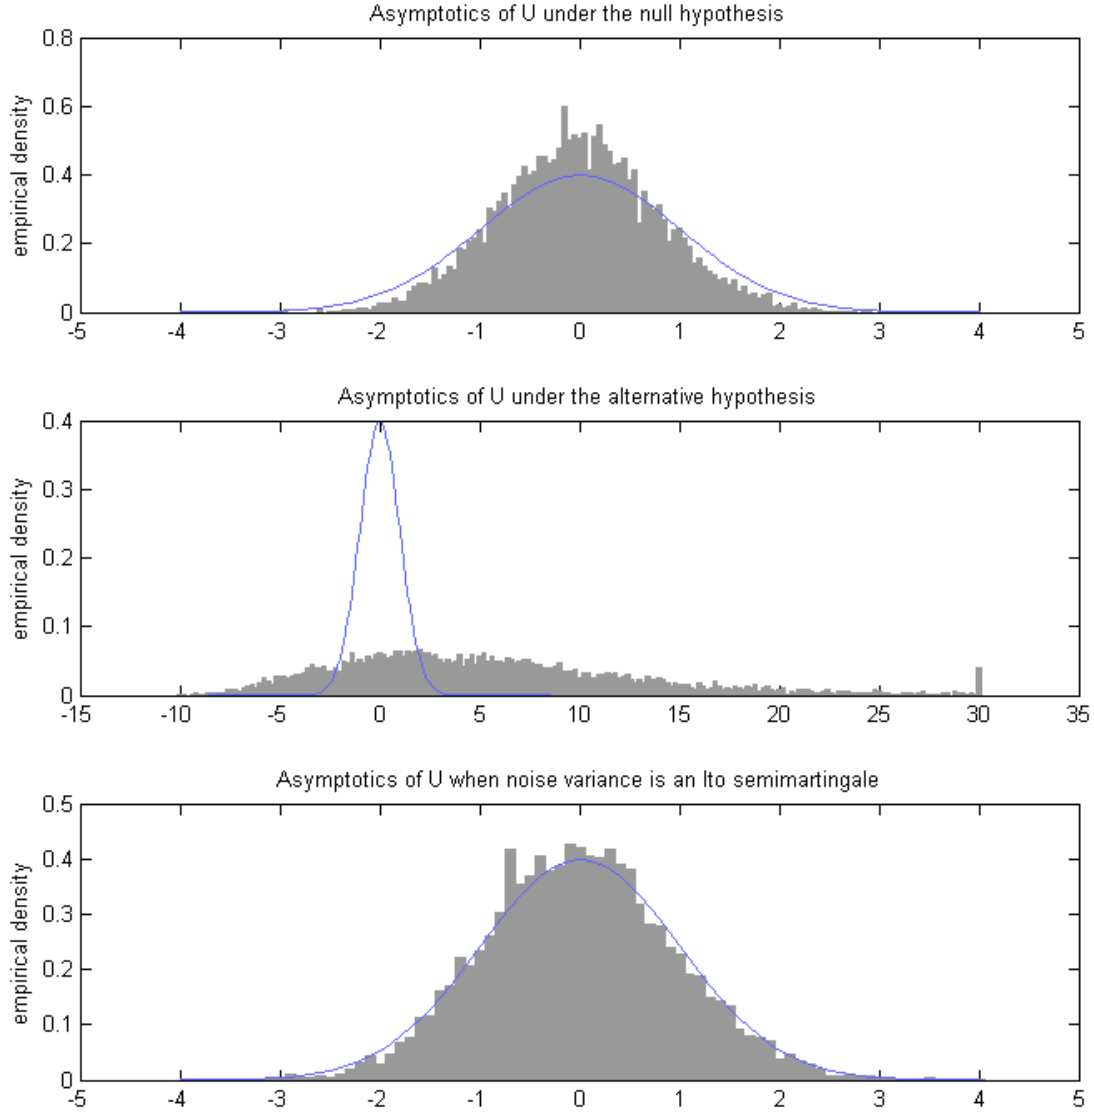 Asymptotics of U under the null hypothesis
empirical density
0.8
0.6
0.4
0.2
0
-5 -4 -3 -2 -1 0 1 2 3 4 5
Asymptotics of U under the alternative hypothesis
empirical density
0.4
0.3
0.2
0.1
0
-15 -10 -5 0 5 10 15 20 25 30 35
Asymptotics of U when noise variance is an Ito semimartingale
empirical density
0.5
0.4
0.3
0.2
0.1
0
-5 -4 -3 -2 -1 0 1 2 3 4 5